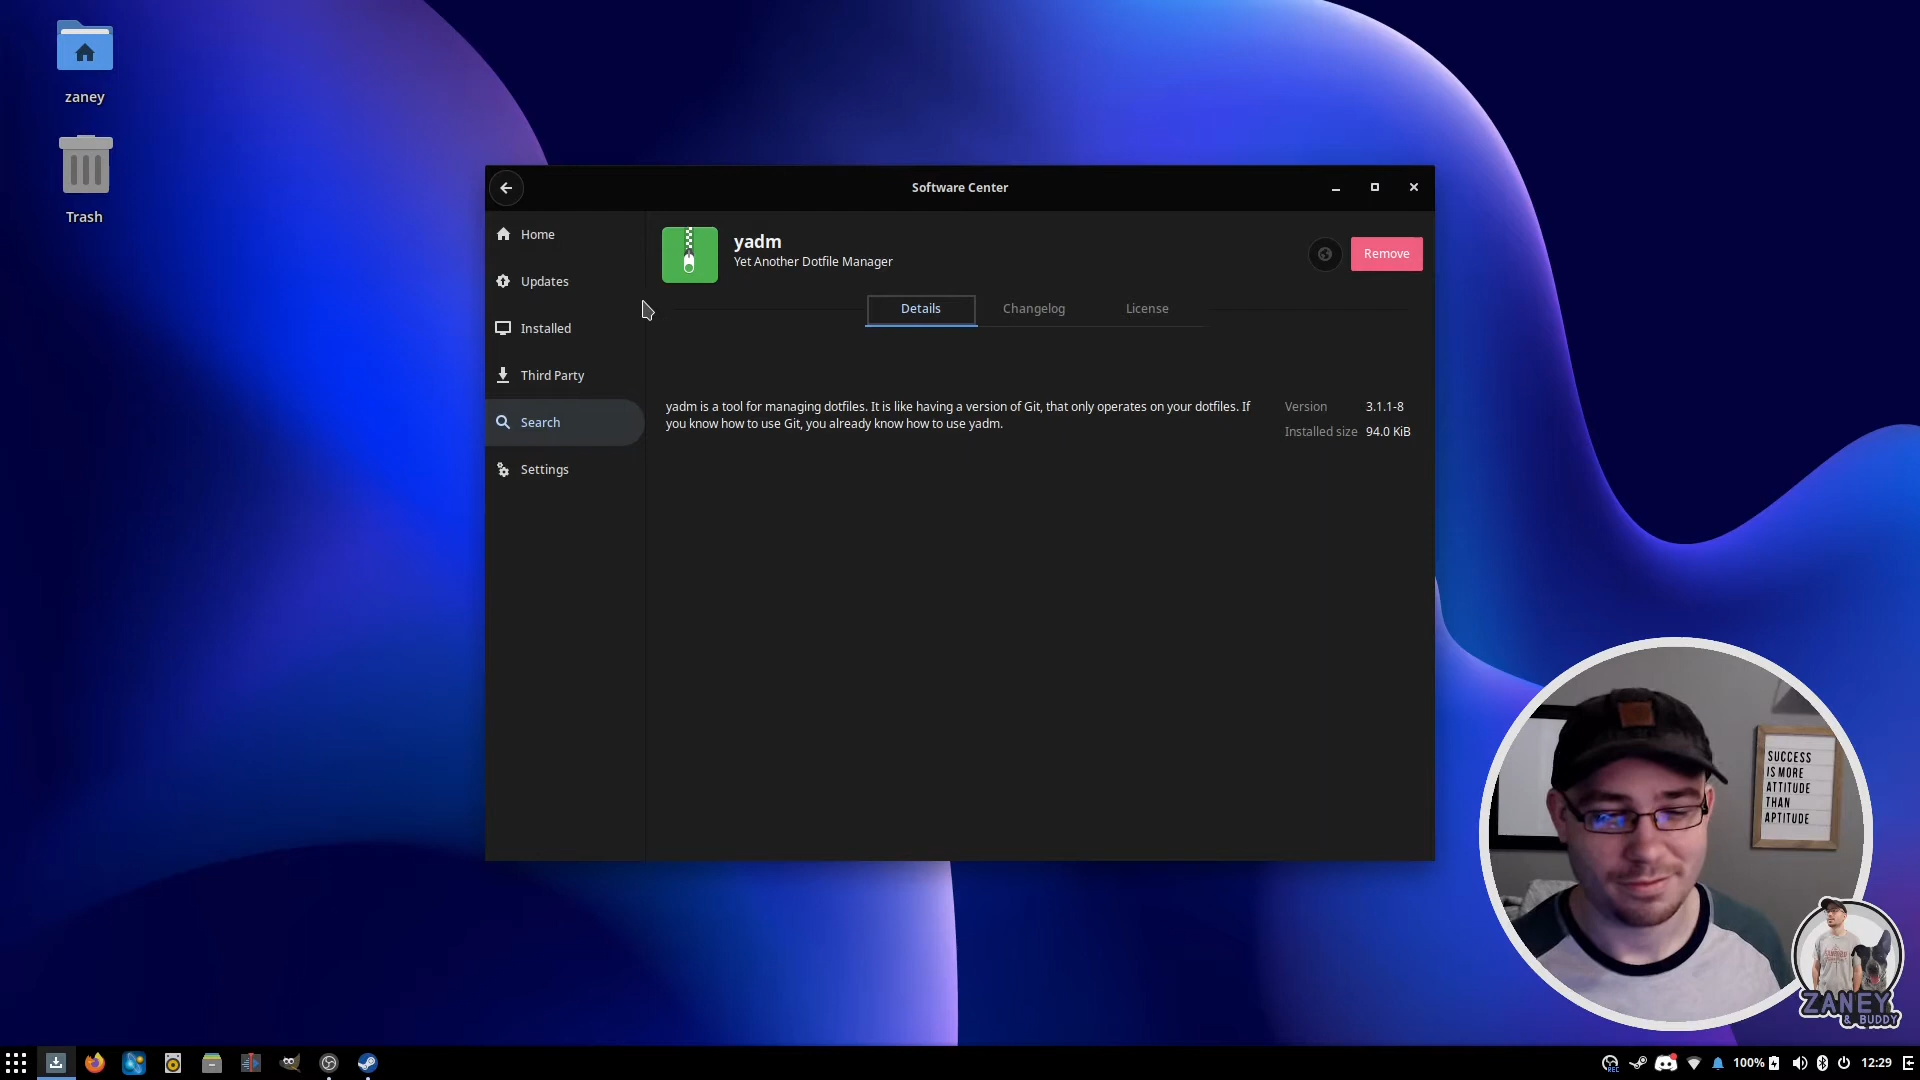 zaney
Trash
Software Center
Home
Updates
Installed
Third Party
Search
Settings
yadm
Yet Another Dotfile Manager
Remove
Details
Changelog
License
yadm is a tool for managing dotfiles. It is like having a version of Git, that only operates on your dotfiles. If
you know how to use Git, you already know how to use yadm.
Version 3.1.1-8
Installed size 94.0 KiB
SUCCESS
IS MORE
ATTITUDE
THAN
APTITUDE
ZANEY
& BUDDY
REC
100%
12:29